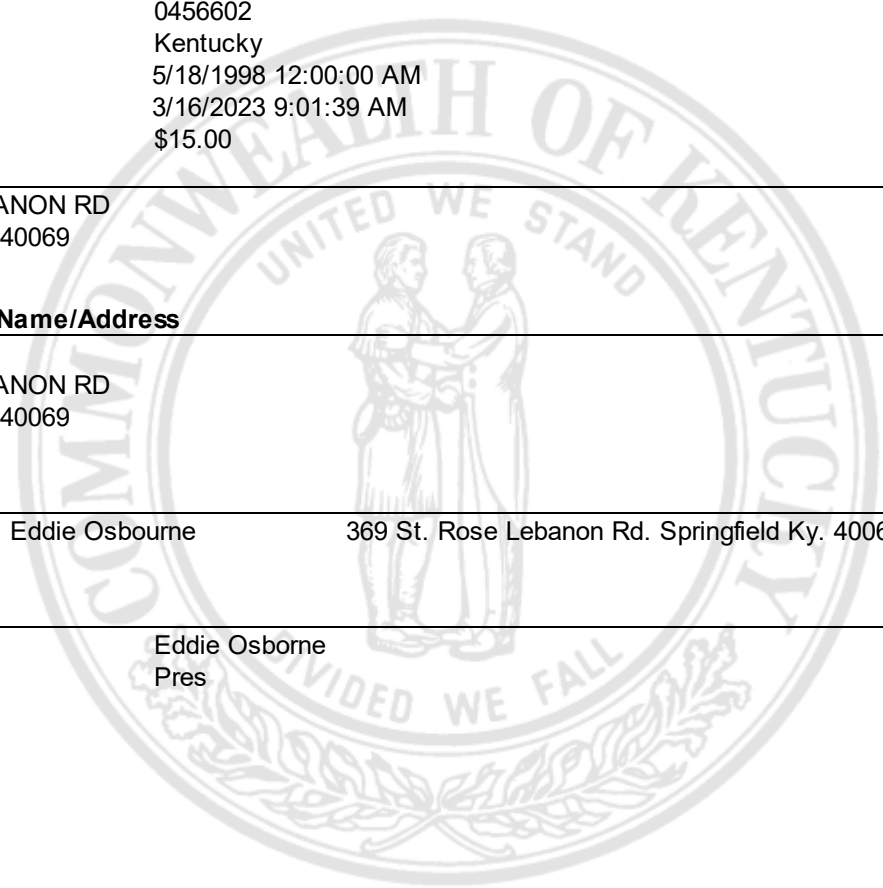 0456602
Kentucky
5/18/1998 12:00:00 AM
3/16/2023 9:01:39 AM
$15.00
COMMONWEALTH OF KENTUCKY
UNITED WE STAND
ANON RD
40069
Name/Address
ANON RD
40069
Eddie Osbourne 369 St. Rose Lebanon Rd. Springfield Ky. 4006
Eddie Osborne
Pres
DIVIDED WE FALL